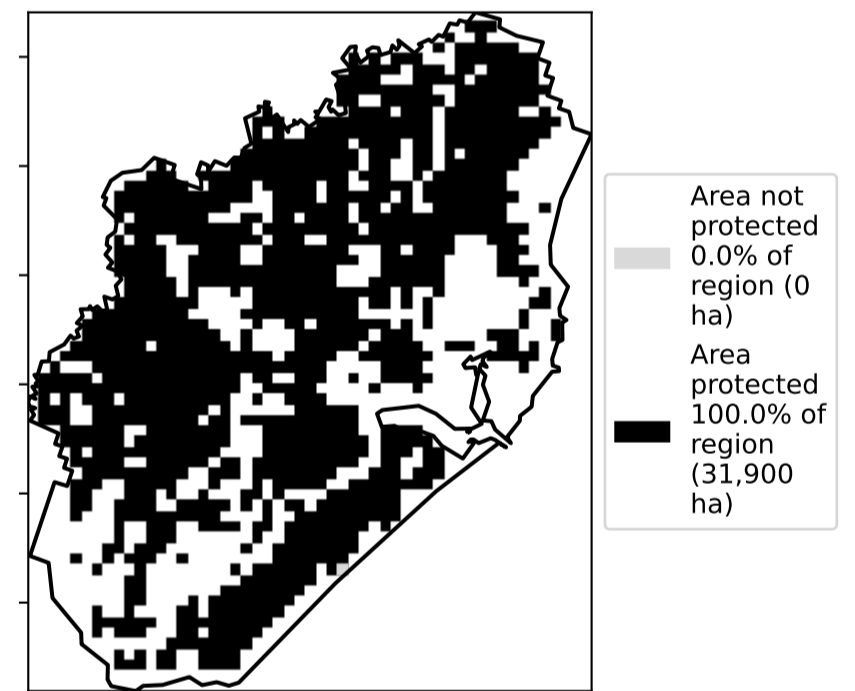 Area not
protected
0.0% of
region (0
ha)
Area
protected
100.0% of
region
(31,900
ha)